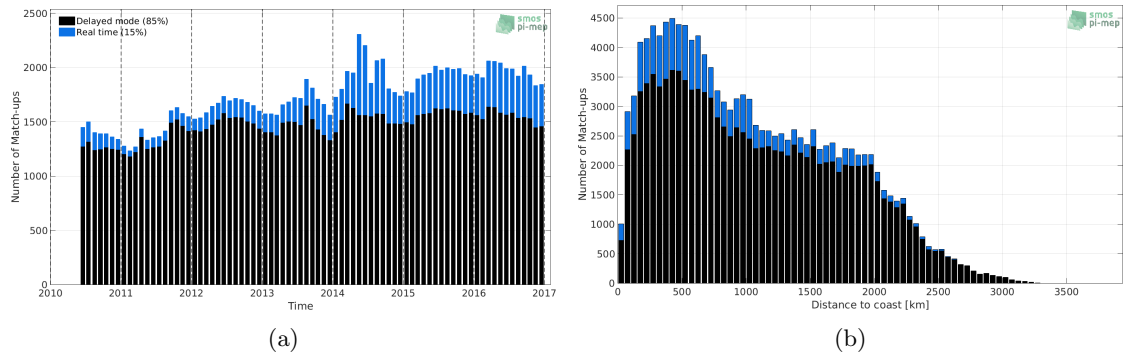 2500
2000
1500
1000
500
0
Number of Match-ups
Delayed mode (85%)
Real time (15%)
smos
pi-mep
2010 2011 2012 2013 2014 2015 2016 2017
Time
(a)
4500
4000
3500
3000
2500
2000
1500
1000
500
0
Number of Match-ups
smos
pi-mep
0 500 1000 1500 2000 2500 3000 3500
Distance to coast [km]
(b)